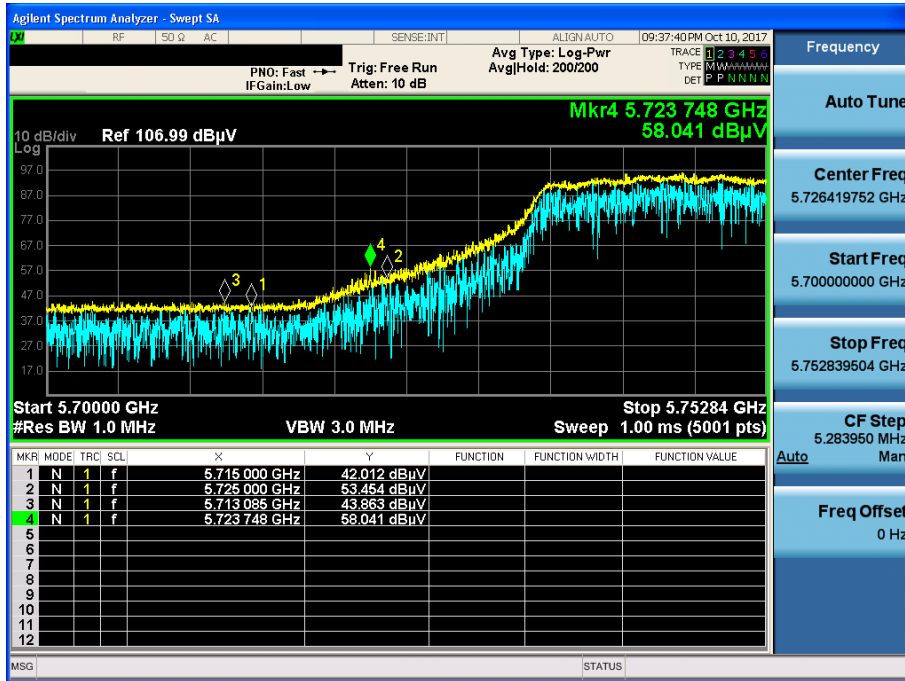 Agilent Spectrum Analyzer - Swept SA
LXI RF 50 Ω AC SENSE:INT ALIGNAUTO 09:37:40 PM Oct 10, 2017
Frequency
PNO: Fast Trig: Free Run Avg Type: Log-Pwr TRACE 1 2 3 4 5 6
IFGain:Low Atten: 10 dB Avg|Hold: 200/200 TYPE M W
DET P P N N N N
Auto Tune
Mkr4 5.723 748 GHz
58.041 dBµV
10 dB/div Ref 106.99 dBµV
Log
97.0
87.0
77.0
67.0
57.0
47.0
37.0
27.0
17.0
3 1 4 2
Center Freq
5.726419752 GHz
Start Freq
5.700000000 GHz
Stop Freq
5.752839504 GHz
Start 5.70000 GHz Stop 5.75284 GHz
#Res BW 1.0 MHz VBW 3.0 MHz Sweep 1.00 ms (5001 pts)
CF Step
5.283950 MHz
Auto Man
MKR MODE TRC SCL X Y FUNCTION FUNCTION WIDTH FUNCTION VALUE
1 N 1 f 5.715 000 GHz 42.012 dBµV
2 N 1 f 5.725 000 GHz 53.454 dBµV
3 N 1 f 5.713 085 GHz 43.863 dBµV
4 N 1 f 5.723 748 GHz 58.041 dBµV
5
6
7
8
9
10
11
12
Freq Offset
0 Hz
MSG STATUS